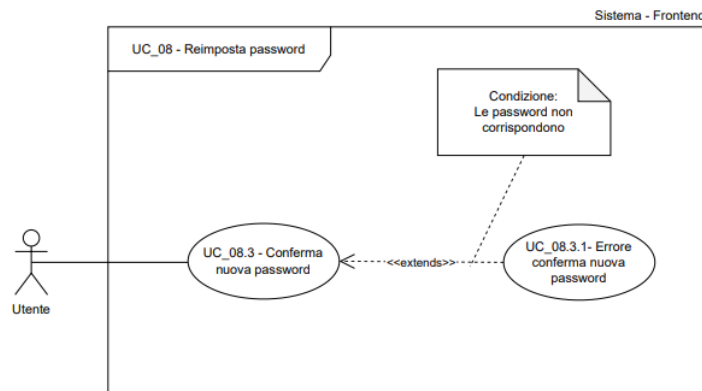 Sistema - Frontend
UC_08 - Reimposta password
Condizione:
Le password non
corrispondono
UC_08.3 - Conferma
nuova password
<<extends>>
UC_08.3.1- Errore
conferma nuova
password
Utente